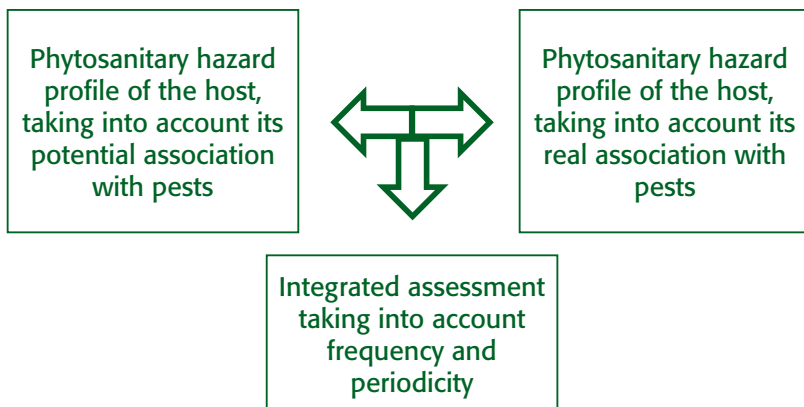 Phytosanitary hazard
profile of the host,
taking into account its
potential association
with pests
Phytosanitary hazard
profile of the host,
taking into account its
real association with
pests
Integrated assessment
taking into account
frequency and
periodicity